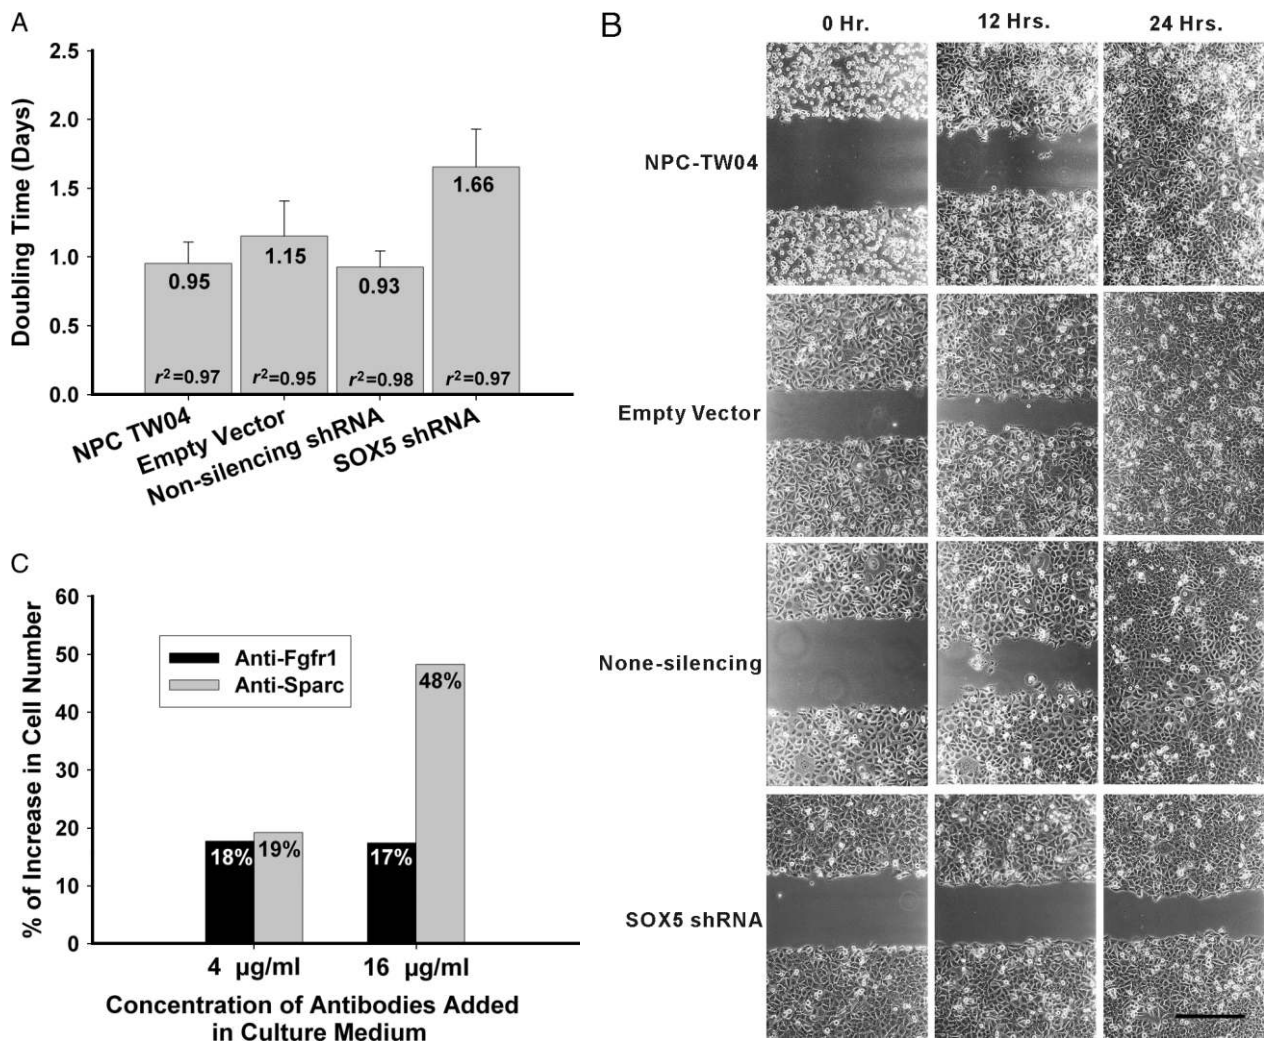 A
2.5
2.0
1.5
1.0
0.5
0.0
Doubling Time (Days)
0.95
1.15
0.93
1.66
r²=0.97
r²=0.95
r²=0.98
r²=0.97
NPC TW04
Empty Vector
Non-silencing shRNA
SOX5 shRNA
B
0 Hr.
12 Hrs.
24 Hrs.
NPC-TW04
Empty Vector
None-silencing
SOX5 shRNA
C
60
50
40
30
20
10
0
% of Increase in Cell Number
Anti-Fgfr1
Anti-Sparc
18%
19%
17%
48%
4 µg/ml
16 µg/ml
Concentration of Antibodies Added
in Culture Medium